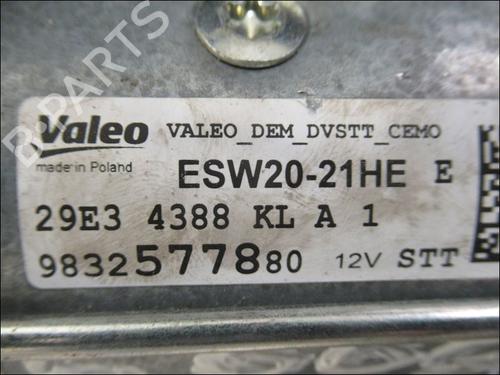 B-PARTS
Valeo VALEO_DEM_DVSTT_CEMO
made in Poland
ESW20-21HE E
29E3 4388 KL A 1
9832577880 12V STT